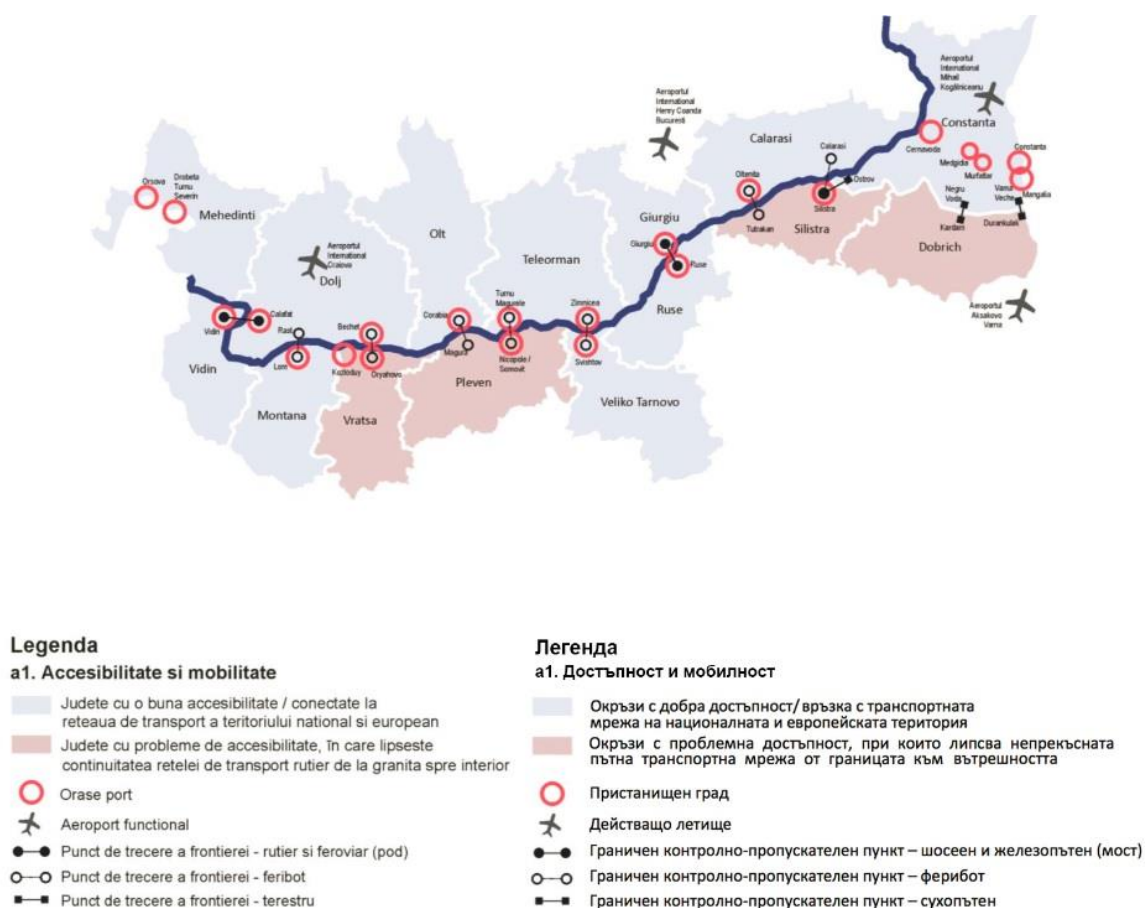 Aeroportul
International
Mihail
Kogălniceanu
Aeroportul
International
Henry Coanda
Bucuresti
Constanta
Calarasi
Calarasi
Cernavoda
Medgidia
Murfatlar
Constanta
Mangalia
Orsova
Drobeta
Turnu
Severin
Mehedinti
Oltenita
Ostrov
Negru
Voda
Vama
Veche
Silistra
Tutrakan
Silistra
Kardam
Durankulak
Dobrich
Giurgiu
Giurgiu
Ruse
Ruse
Olt
Teleorman
Aeroportul
International
Craiova
Dolj
Aeroportul
Aksakovo
Varna
Turnu
Magurele
Zimnicea
Corabia
Calafat
Vidin
Rast
Bechet
Magura
Nicopole /
Somovit
Svishtov
Lom
Kozloduy
Oryahovo
Vidin
Pleven
Veliko Tarnovo
Montana
Vratsa
Legenda
a1. Accesibilitate si mobilitate
Judete cu o buna accesibilitate / conectate la
reteaua de transport a teritoriului national si european
Judete cu probleme de accesibilitate, în care lipseste
continuitatea retelei de transport rutier de la granita spre interior
Orase port
Aeroport functional
Punct de trecere a frontierei - rutier si feroviar (pod)
Punct de trecere a frontierei - feribot
Punct de trecere a frontierei - terestru
Легенда
a1. Достъпност и мобилност
Окръзи с добра достъпност/ връзка с транспортната
мрежа на националната и европейската територия
Окръзи с проблемна достъпност, при които липсва непрекъсната
пътна транспортна мрежа от границата към вътрешността
Пристанищен град
Действащо летище
Граничен контролно-пропускателен пункт – шосеен и железопътен (мост)
Граничен контролно-пропускателен пункт – ферибот
Граничен контролно-пропускателен пункт – сухопътен